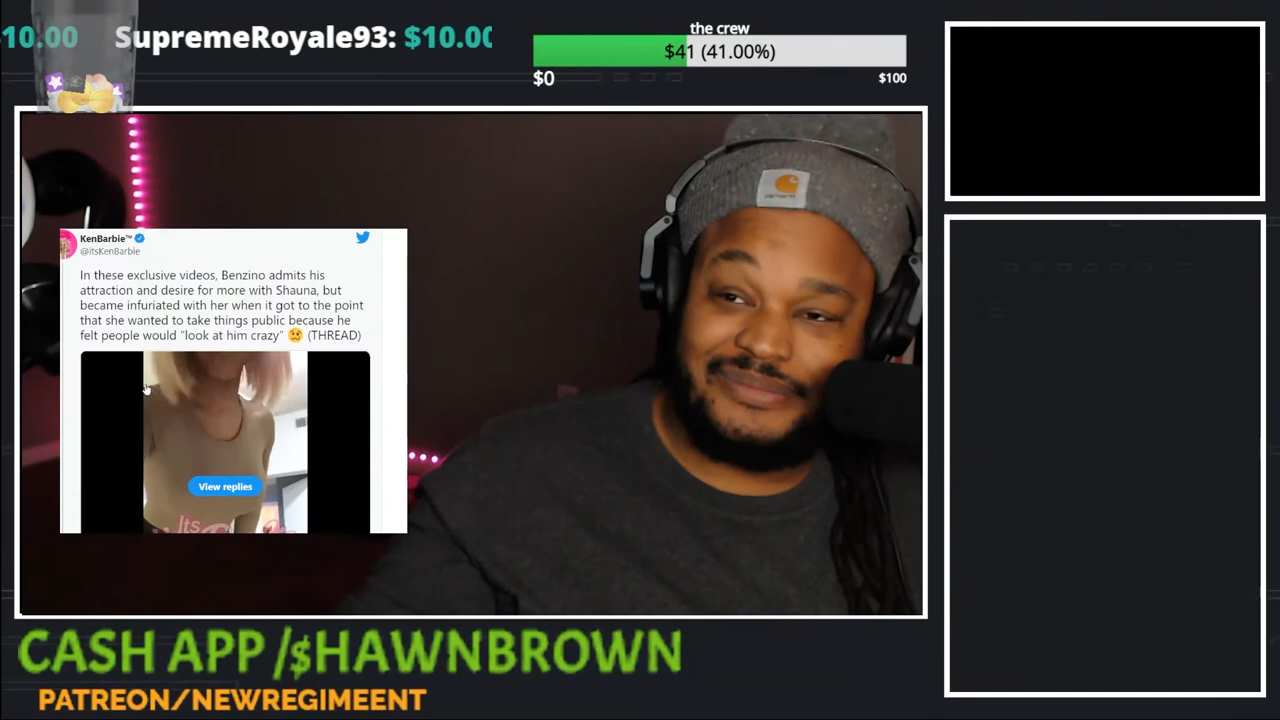 10.00 SupremeRoyale93: $10.00
the crew
$41 (41.00%)
$0 $100
carhartt
KenBarbie™
@itsKenBarbie
In these exclusive videos, Benzino admits his
attraction and desire for more with Shauna, but
became infuriated with her when it got to the point
that she wanted to take things public because he
felt people would "look at him crazy" 🤕 (THREAD)
View replies
Its
CASH APP /$HAWNBROWN
PATREON/NEWREGIMEENT